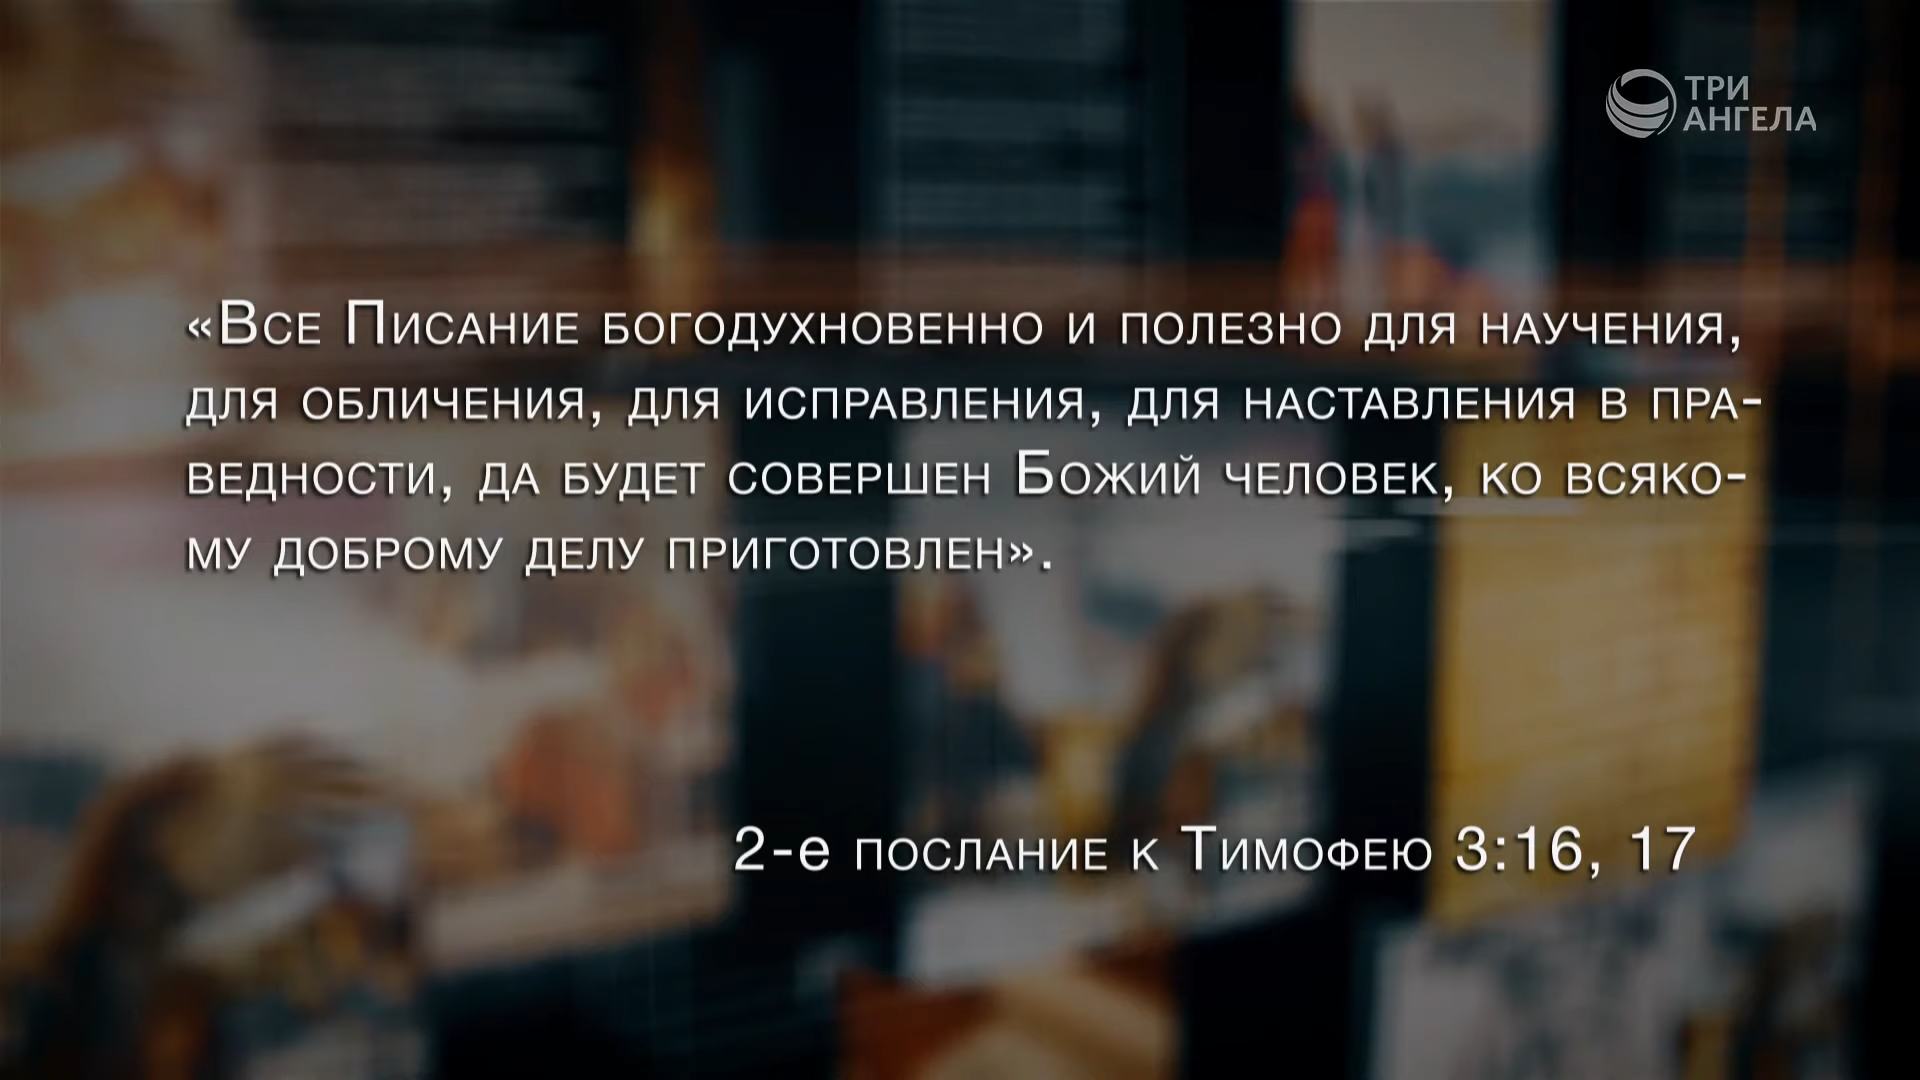 ТРИ
АНГЕЛА
«Все Писание богодухновенно и полезно для научения,
для обличения, для исправления, для наставления в пра-
ведности, да будет совершен Божий человек, ко всяко-
му доброму делу приготовлен».
2-е послание к Тимофею 3:16, 17